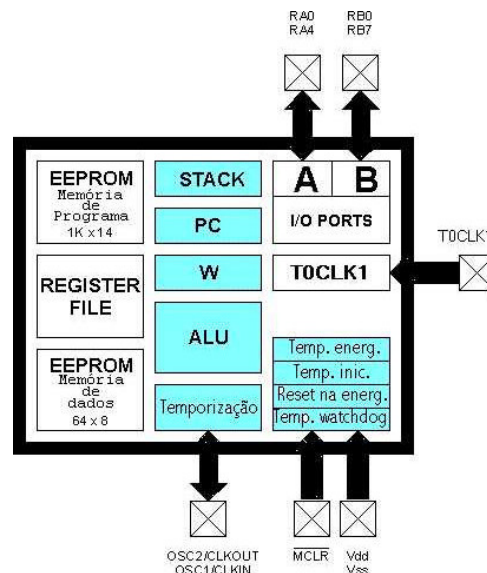 RA0
RA4
RB0
RB7
EEPROM
Memória
de
Programa
1K x14
STACK
A
B
I/O PORTS
PC
REGISTER
FILE
W
T0CLK1
T0CLK1
ALU
EEPROM
Memória
de
dados
64 x 8
Temporização
Temp. energ.
Temp. inic.
Reset na energ.
Temp. watchdog
OSC2/CLKOUT
OSC1/CLKIN
MCLR
Vdd
Vss